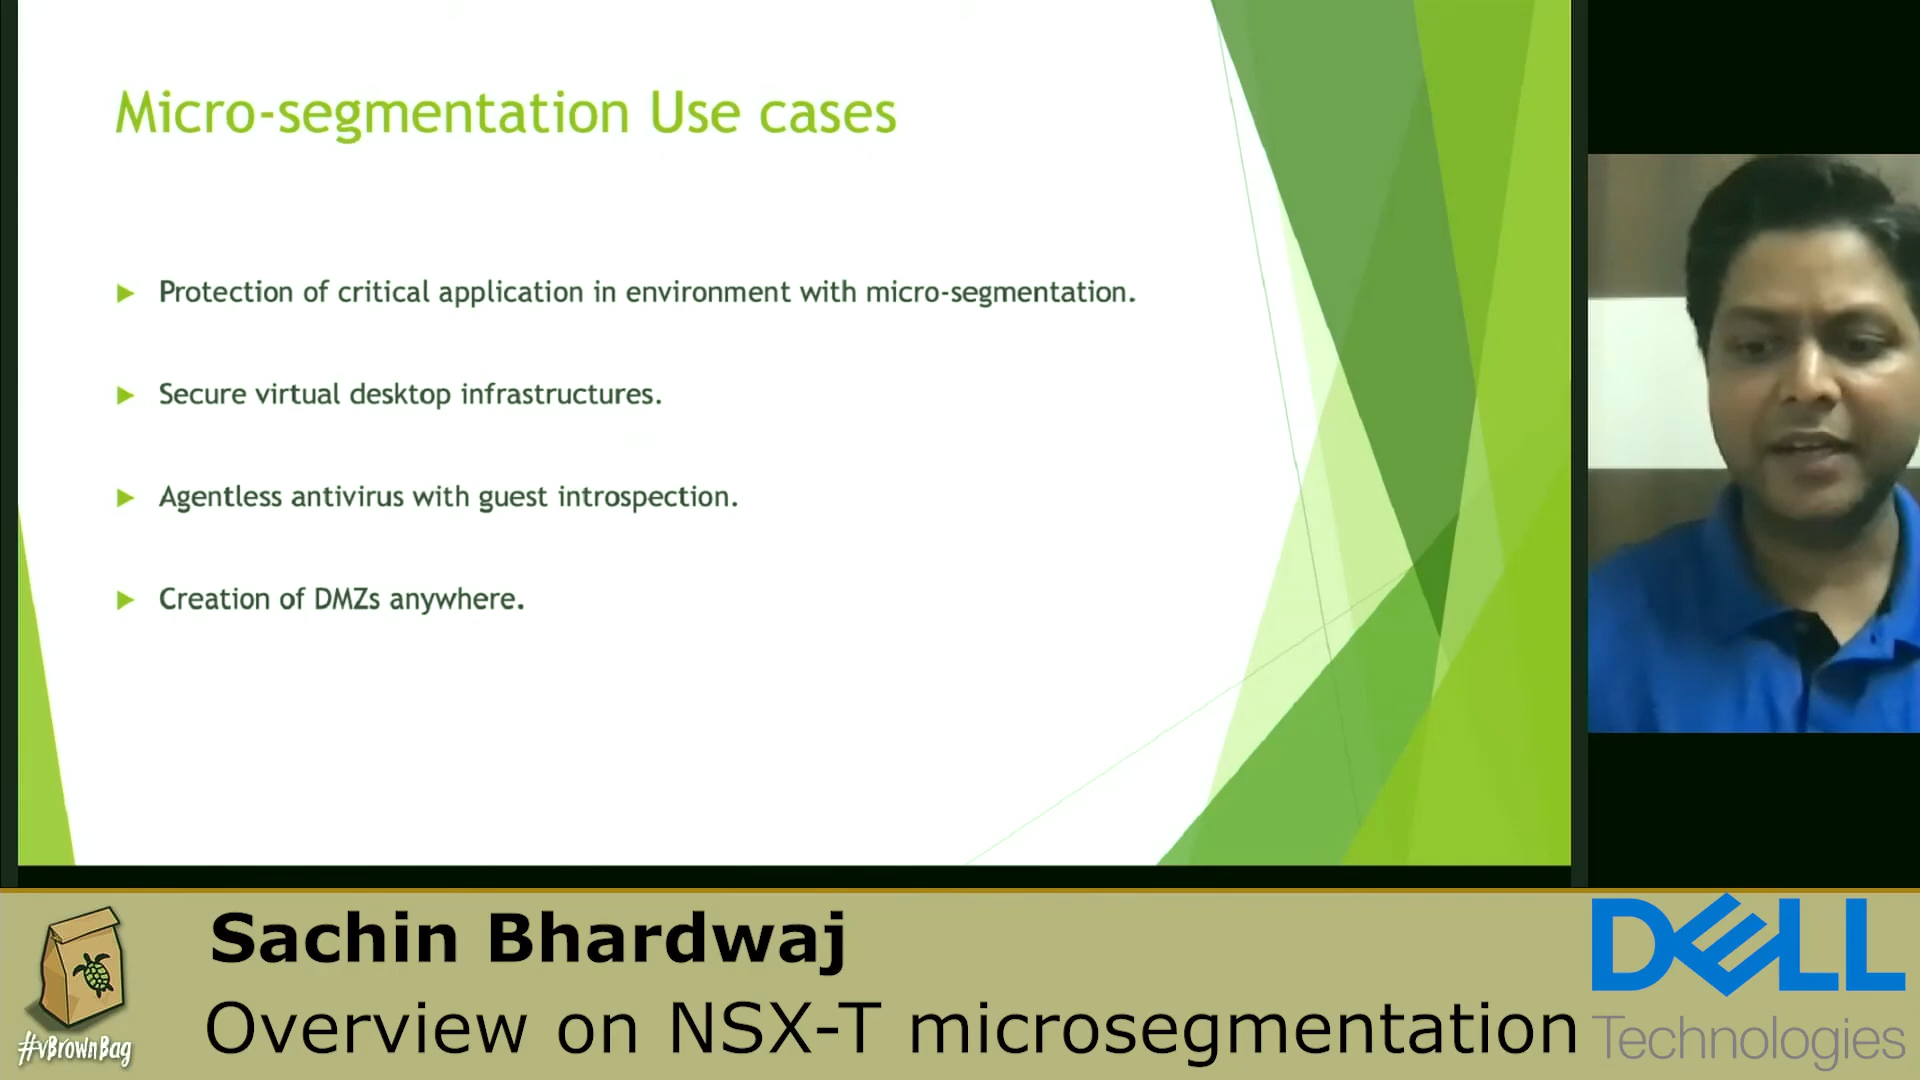 Micro-segmentation Use cases
Protection of critical application in environment with micro-segmentation.
Secure virtual desktop infrastructures.
Agentless antivirus with guest introspection.
Creation of DMZs anywhere.
Sachin Bhardwaj
Overview on NSX-T microsegmentation
#vBrownBag
DELL
Technologies